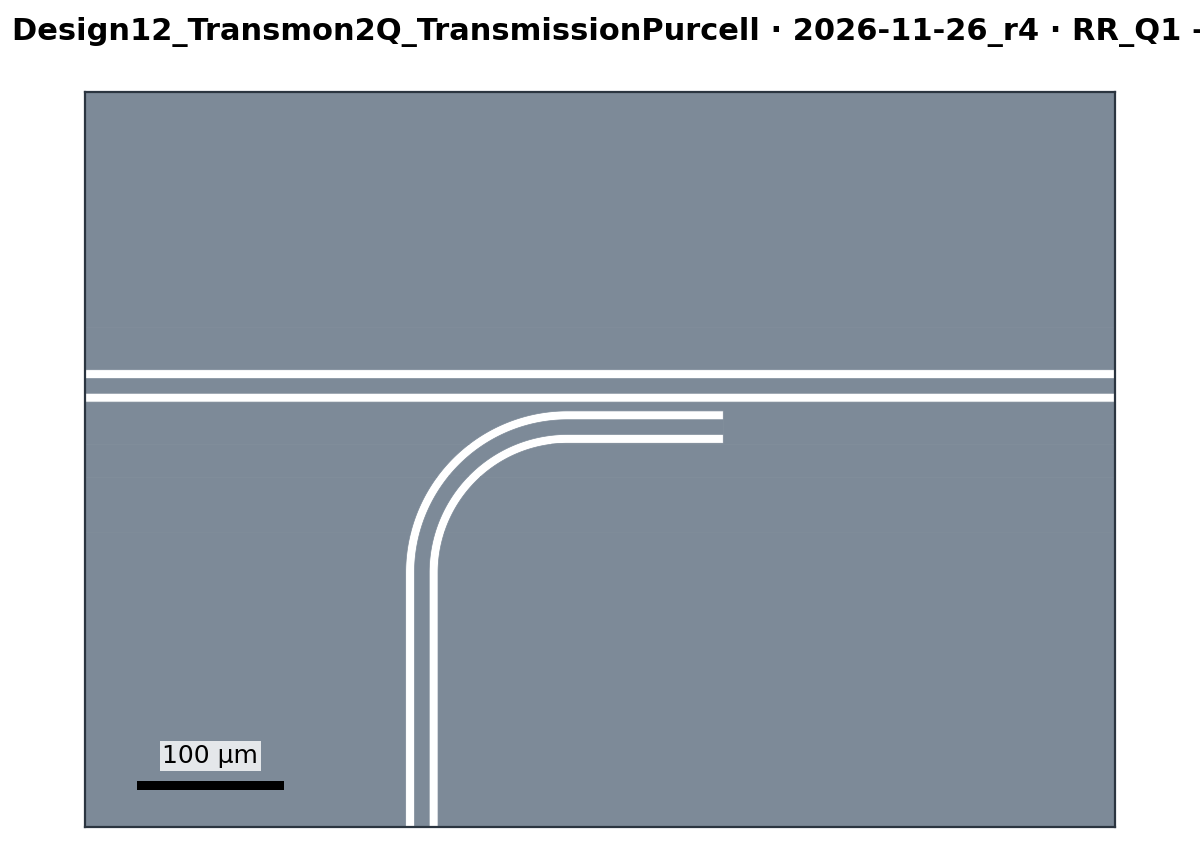 Design12_Transmon2Q_TransmissionPurcell · 2026-11-26_r4 · RR_Q1 -
100 µm